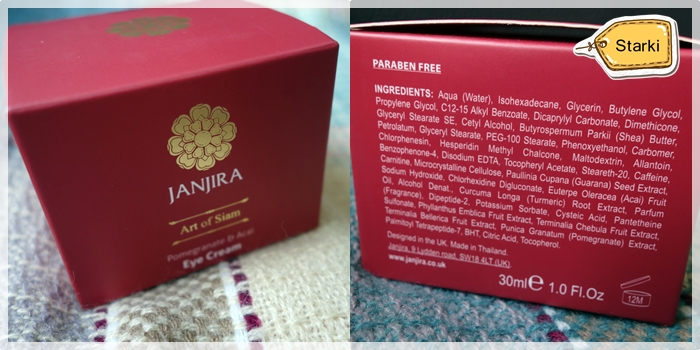 JANJIRA
Art of Siam
Pomegranate & Acai
Eye Cream
Starki
PARABEN FREE
INGREDIENTS: Aqua (Water), Isohexadecane, Glycerin, Butylene Glycol,
Propylene Glycol, C12-15 Alkyl Benzoate, Dicaprylyl Carbonate, Dimethicone,
Glyceryl Stearate SE, Cetyl Alcohol, Butyrospermum Parkii (Shea) Butter,
Petrolatum, Glyceryl Stearate, PEG-100 Stearate, Phenoxyethanol, Carbomer,
Chlorphenesin, Hesperidin Methyl Chalcone, Maltodextrin, Allantoin,
Benzophenone-4, Disodium EDTA, Tocopheryl Acetate, Steareth-20, Caffeine,
Carnitine, Microcrystalline Cellulose, Paullinia Cupana (Guarana) Seed Extract,
Sodium Hydroxide, Chlorhexidine Digluconate, Euterpe Oleracea (Acai) Fruit
Oil, Alcohol Denat., Curcuma Longa (Turmeric) Root Extract, Parfum
(Fragrance), Dipeptide-2, Potassium Sorbate, Cysteic Acid, Pantetheine
Sulfonate, Phyllanthus Emblica Fruit Extract, Terminalia Chebula Fruit Extract,
Terminalia Bellerica Fruit Extract, Punica Granatum (Pomegranate) Extract,
Palmitoyl Tetrapeptide-7, BHT, Citric Acid, Tocopherol.
Designed in the UK. Made in Thailand.
Janjira, 9 Lydden road, SW18 4LT (UK).
www.janjira.co.uk
30ml ℮ 1.0 Fl.Oz
12M